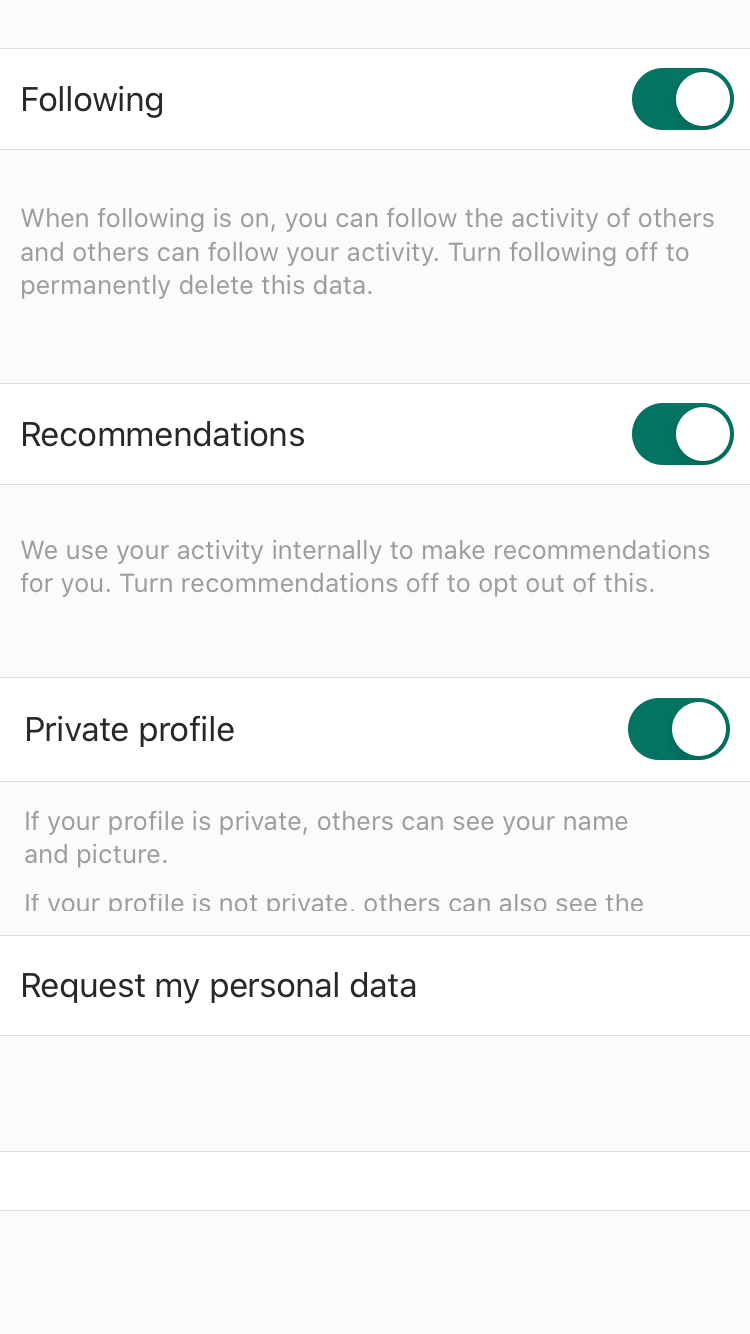 Following
When following is on, you can follow the activity of others
and others can follow your activity. Turn following off to
permanently delete this data.
Recommendations
We use your activity internally to make recommendations
for you. Turn recommendations off to opt out of this.
Private profile
If your profile is private, others can see your name
and picture.
If your profile is not private, others can also see the
Request my personal data